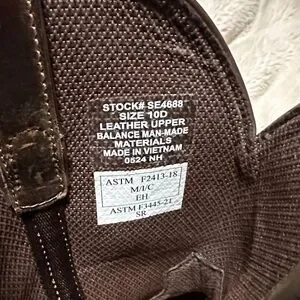 STOCK# SE4688
SIZE 10D
LEATHER UPPER
BALANCE MAN-MADE
MATERIALS
MADE IN VIETNAM
0524 NH
ASTM F2413-18
M/I/C
EH
ASTM F3445-21
SR